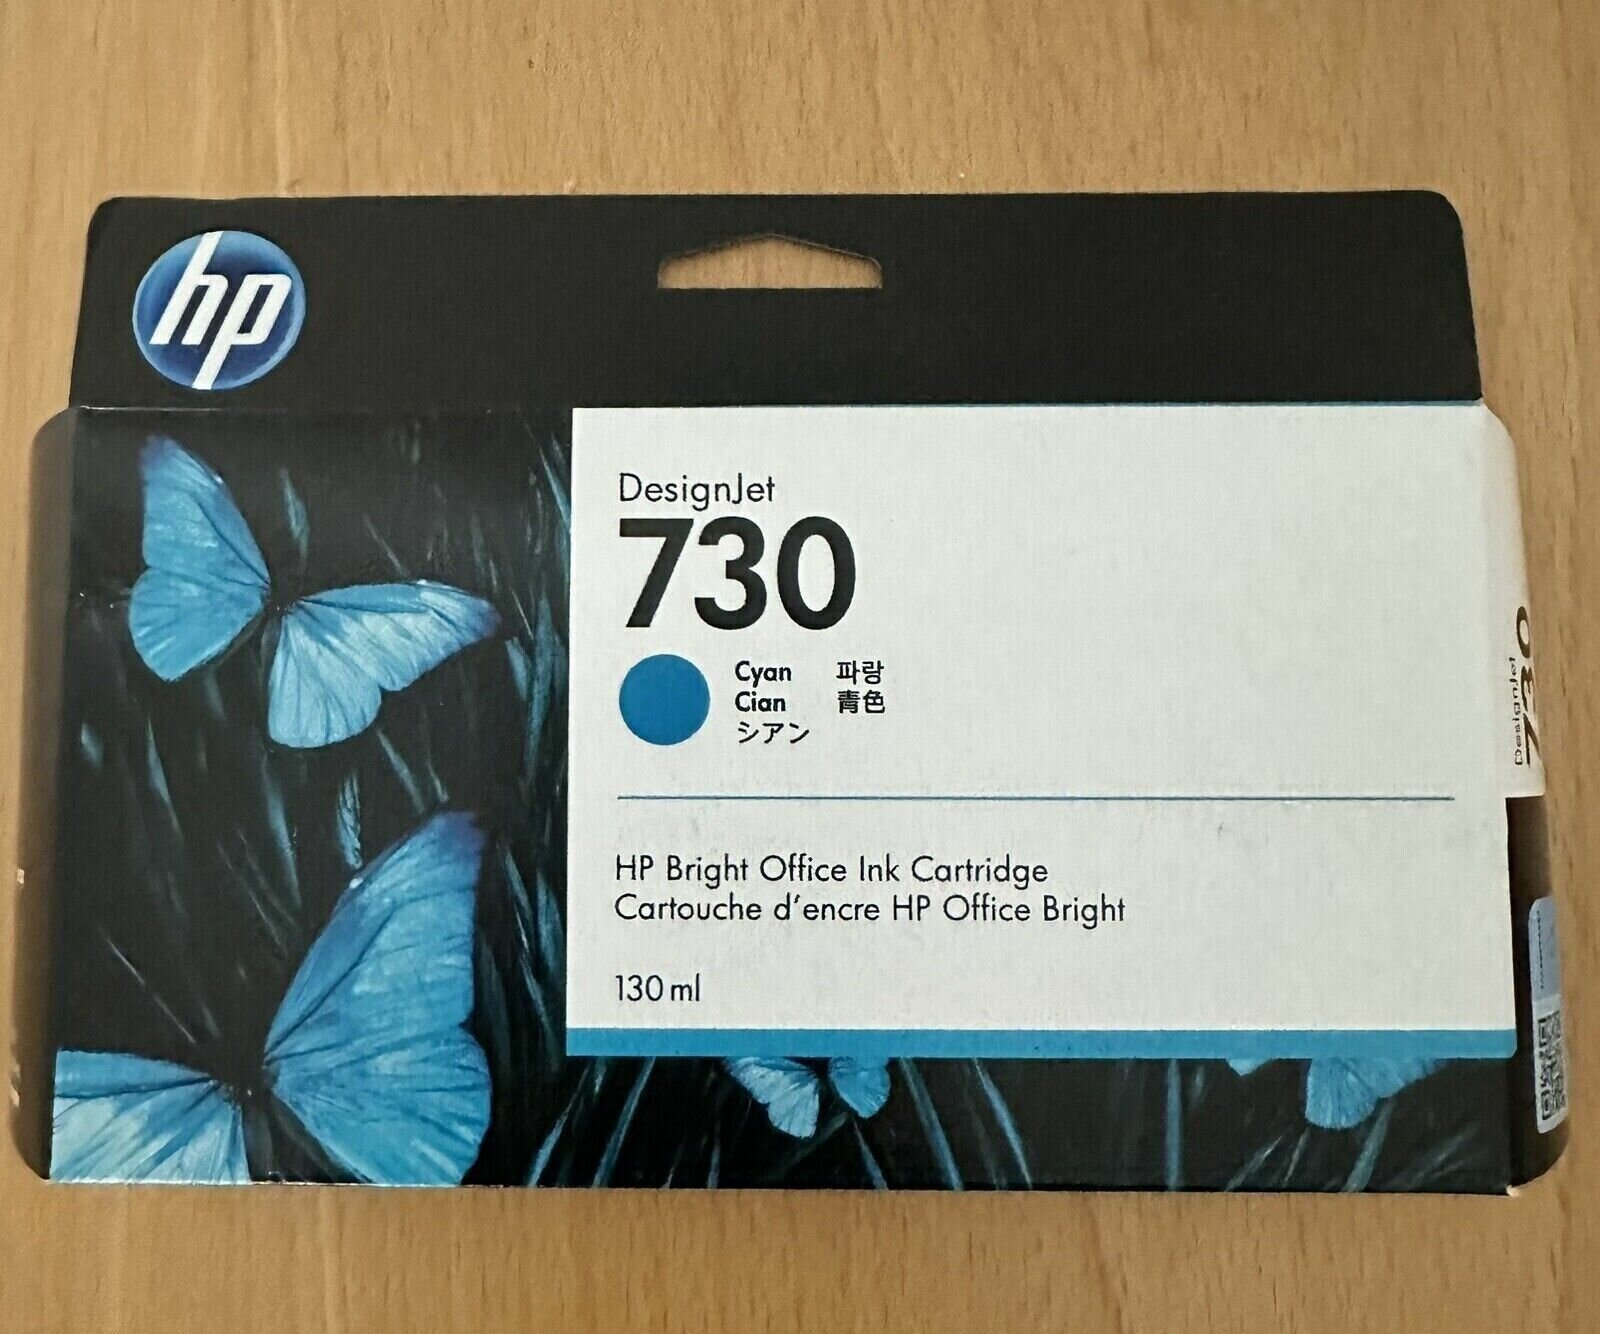 hp
DesignJet
730
Cyan 파랑
Cian 青色
シアン
HP Bright Office Ink Cartridge
Cartouche d'encre HP Office Bright
130 ml
DesignJet
730